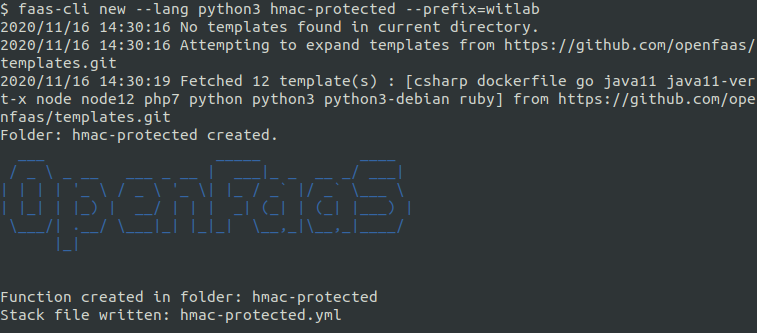 $ faas-cli new --lang python3 hmac-protected --prefix=witlab
2020/11/16 14:30:16 No templates found in current directory.
2020/11/16 14:30:16 Attempting to expand templates from https://github.com/openfaas/
templates.git
2020/11/16 14:30:19 Fetched 12 template(s) : [csharp dockerfile go java11 java11-ver
t-x node node12 php7 python python3 python3-debian ruby] from https://github.com/ope
nfaas/templates.git
Folder: hmac-protected created.
OpenFaaS
Function created in folder: hmac-protected
Stack file written: hmac-protected.yml